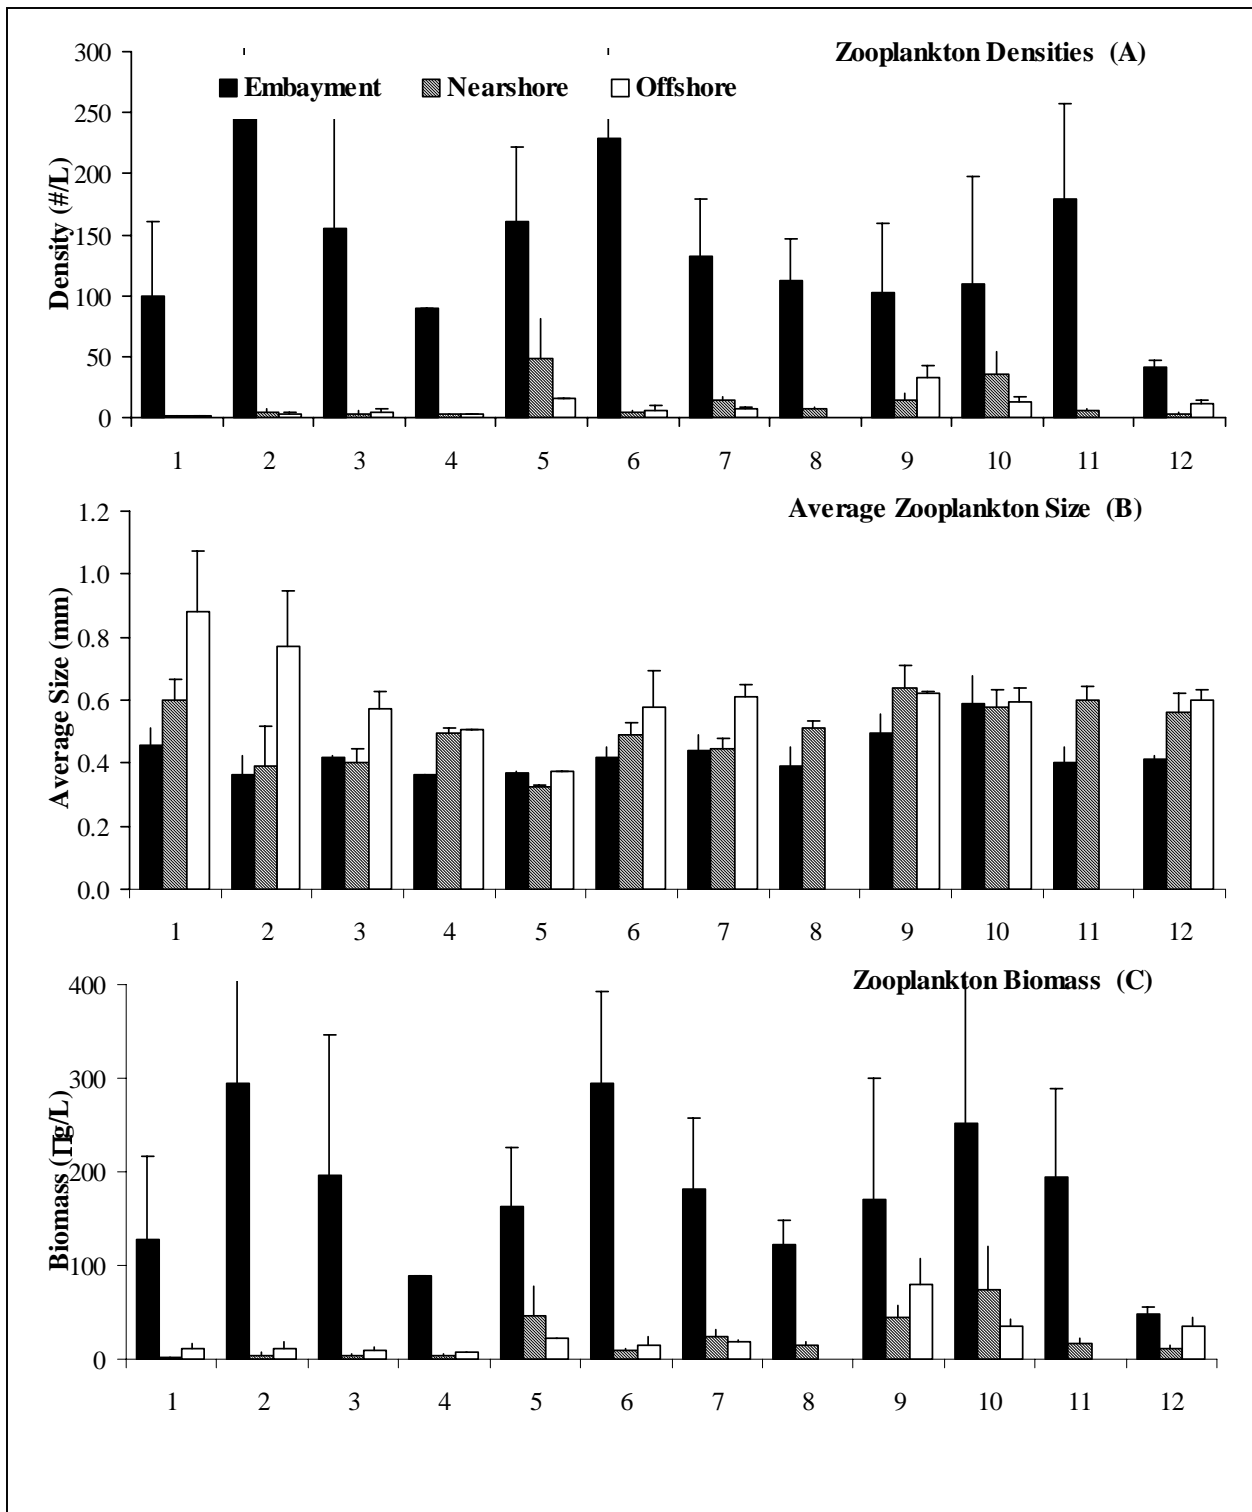 Zooplankton Densities (A)
Embayment Nearshore Offshore
Density (#/L)
300
250
200
150
100
50
0
1 2 3 4 5 6 7 8 9 10 11 12
Average Zooplankton Size (B)
Average Size (mm)
1.2
1.0
0.8
0.6
0.4
0.2
0.0
1 2 3 4 5 6 7 8 9 10 11 12
Zooplankton Biomass (C)
Biomass (∏g/L)
400
300
200
100
0
1 2 3 4 5 6 7 8 9 10 11 12